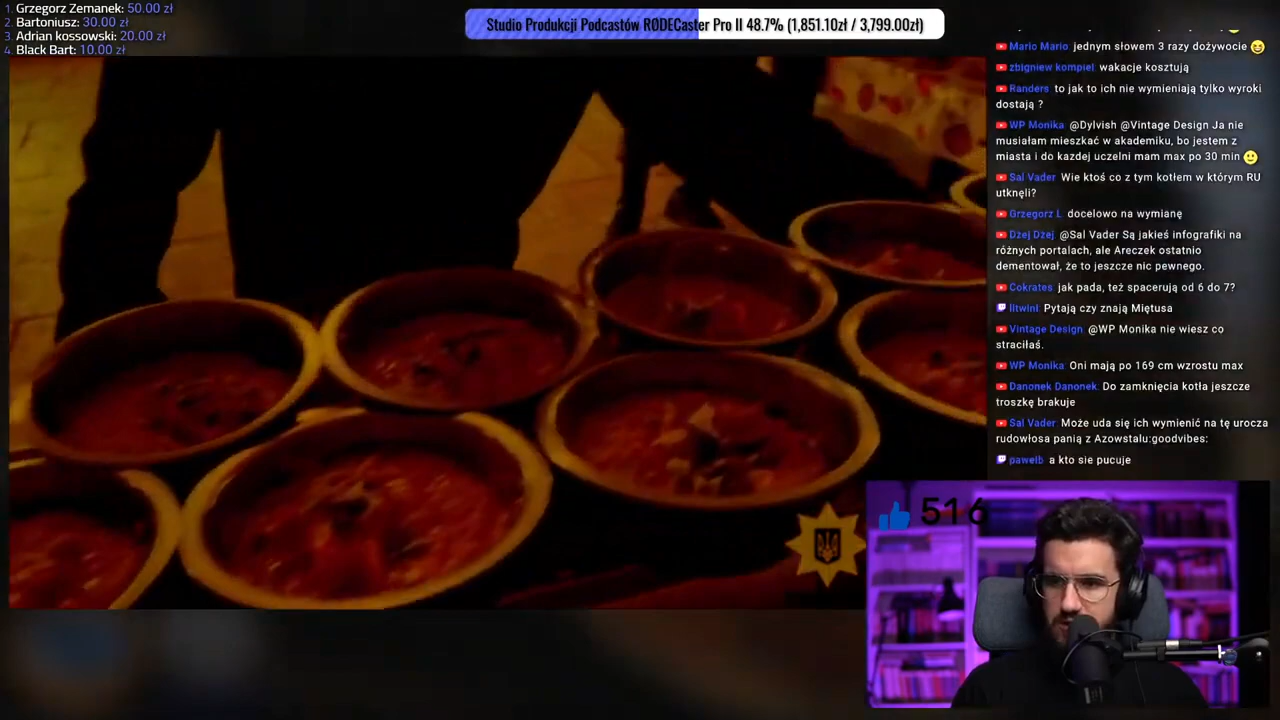 1. Grzegorz Zemanek: 50.00 zł
2. Bartoniusz: 30.00 zł
3. Adrian kossowski: 20.00 zł
4. Black Bart: 10.00 zł
Studio Produkcji Podcastów RØDECaster Pro II 48.7% (1,851.10zł / 3,799.00zł)
Mario Mario jednym słowem 3 razy dożywocie
zbigniew kompiel wakacje kosztują
Randers to jak to ich nie wymieniają tylko wyroki
dostają ?
WP Monika @Dylvish @Vintage Design Ja nie
musiałam mieszkać w akademiku, bo jestem z
miasta i do kazdej uczelni mam max po 30 min
Sal Vader Wie ktoś co z tym kotłem w którym RU
utknęli?
Grzegorz L docelowo na wymianę
Dżej Dżej @Sal Vader Są jakieś infografiki na
różnych portalach, ale Areczek ostatnio
dementował, że to jeszcze nic pewnego.
Cokrates jak pada, też spacerują od 6 do 7?
litwini Pytają czy znają Miętusa
Vintage Design @WP Monika nie wiesz co
straciłaś.
WP Monika Oni mają po 169 cm wzrostu max
Danonek Danonek Do zamknięcia kotła jeszcze
troszkę brakuje
Sal Vader Może uda się ich wymienić na tę urocza
rudowłosa panią z Azowstalu:goodvibes:
pawelb a kto sie pucuje
516